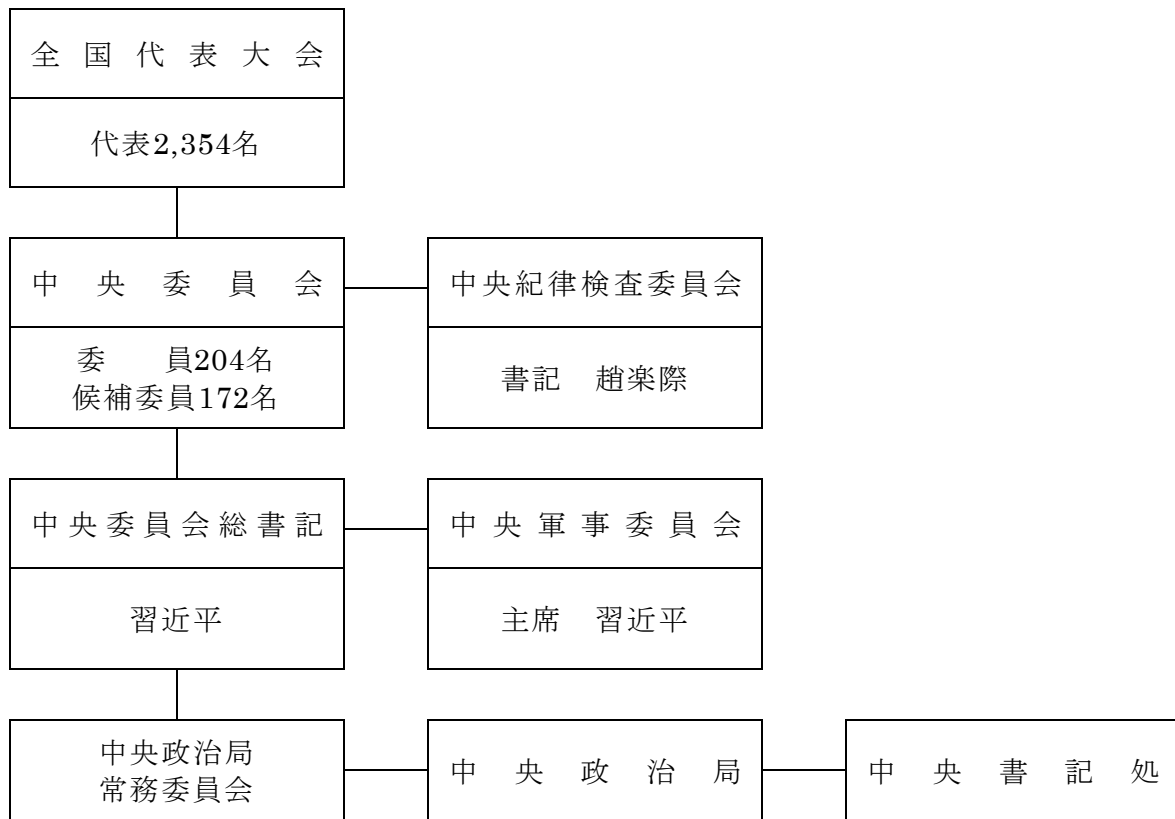 全国代表大会
代表2,354名
中央委員会
中央紀律検査委員会
委　　員204名
候補委員172名
書記　趙楽際
中央委員会総書記
中央軍事委員会
習近平
主席　習近平
中央政治局
常務委員会
中央政治局
中央書記処